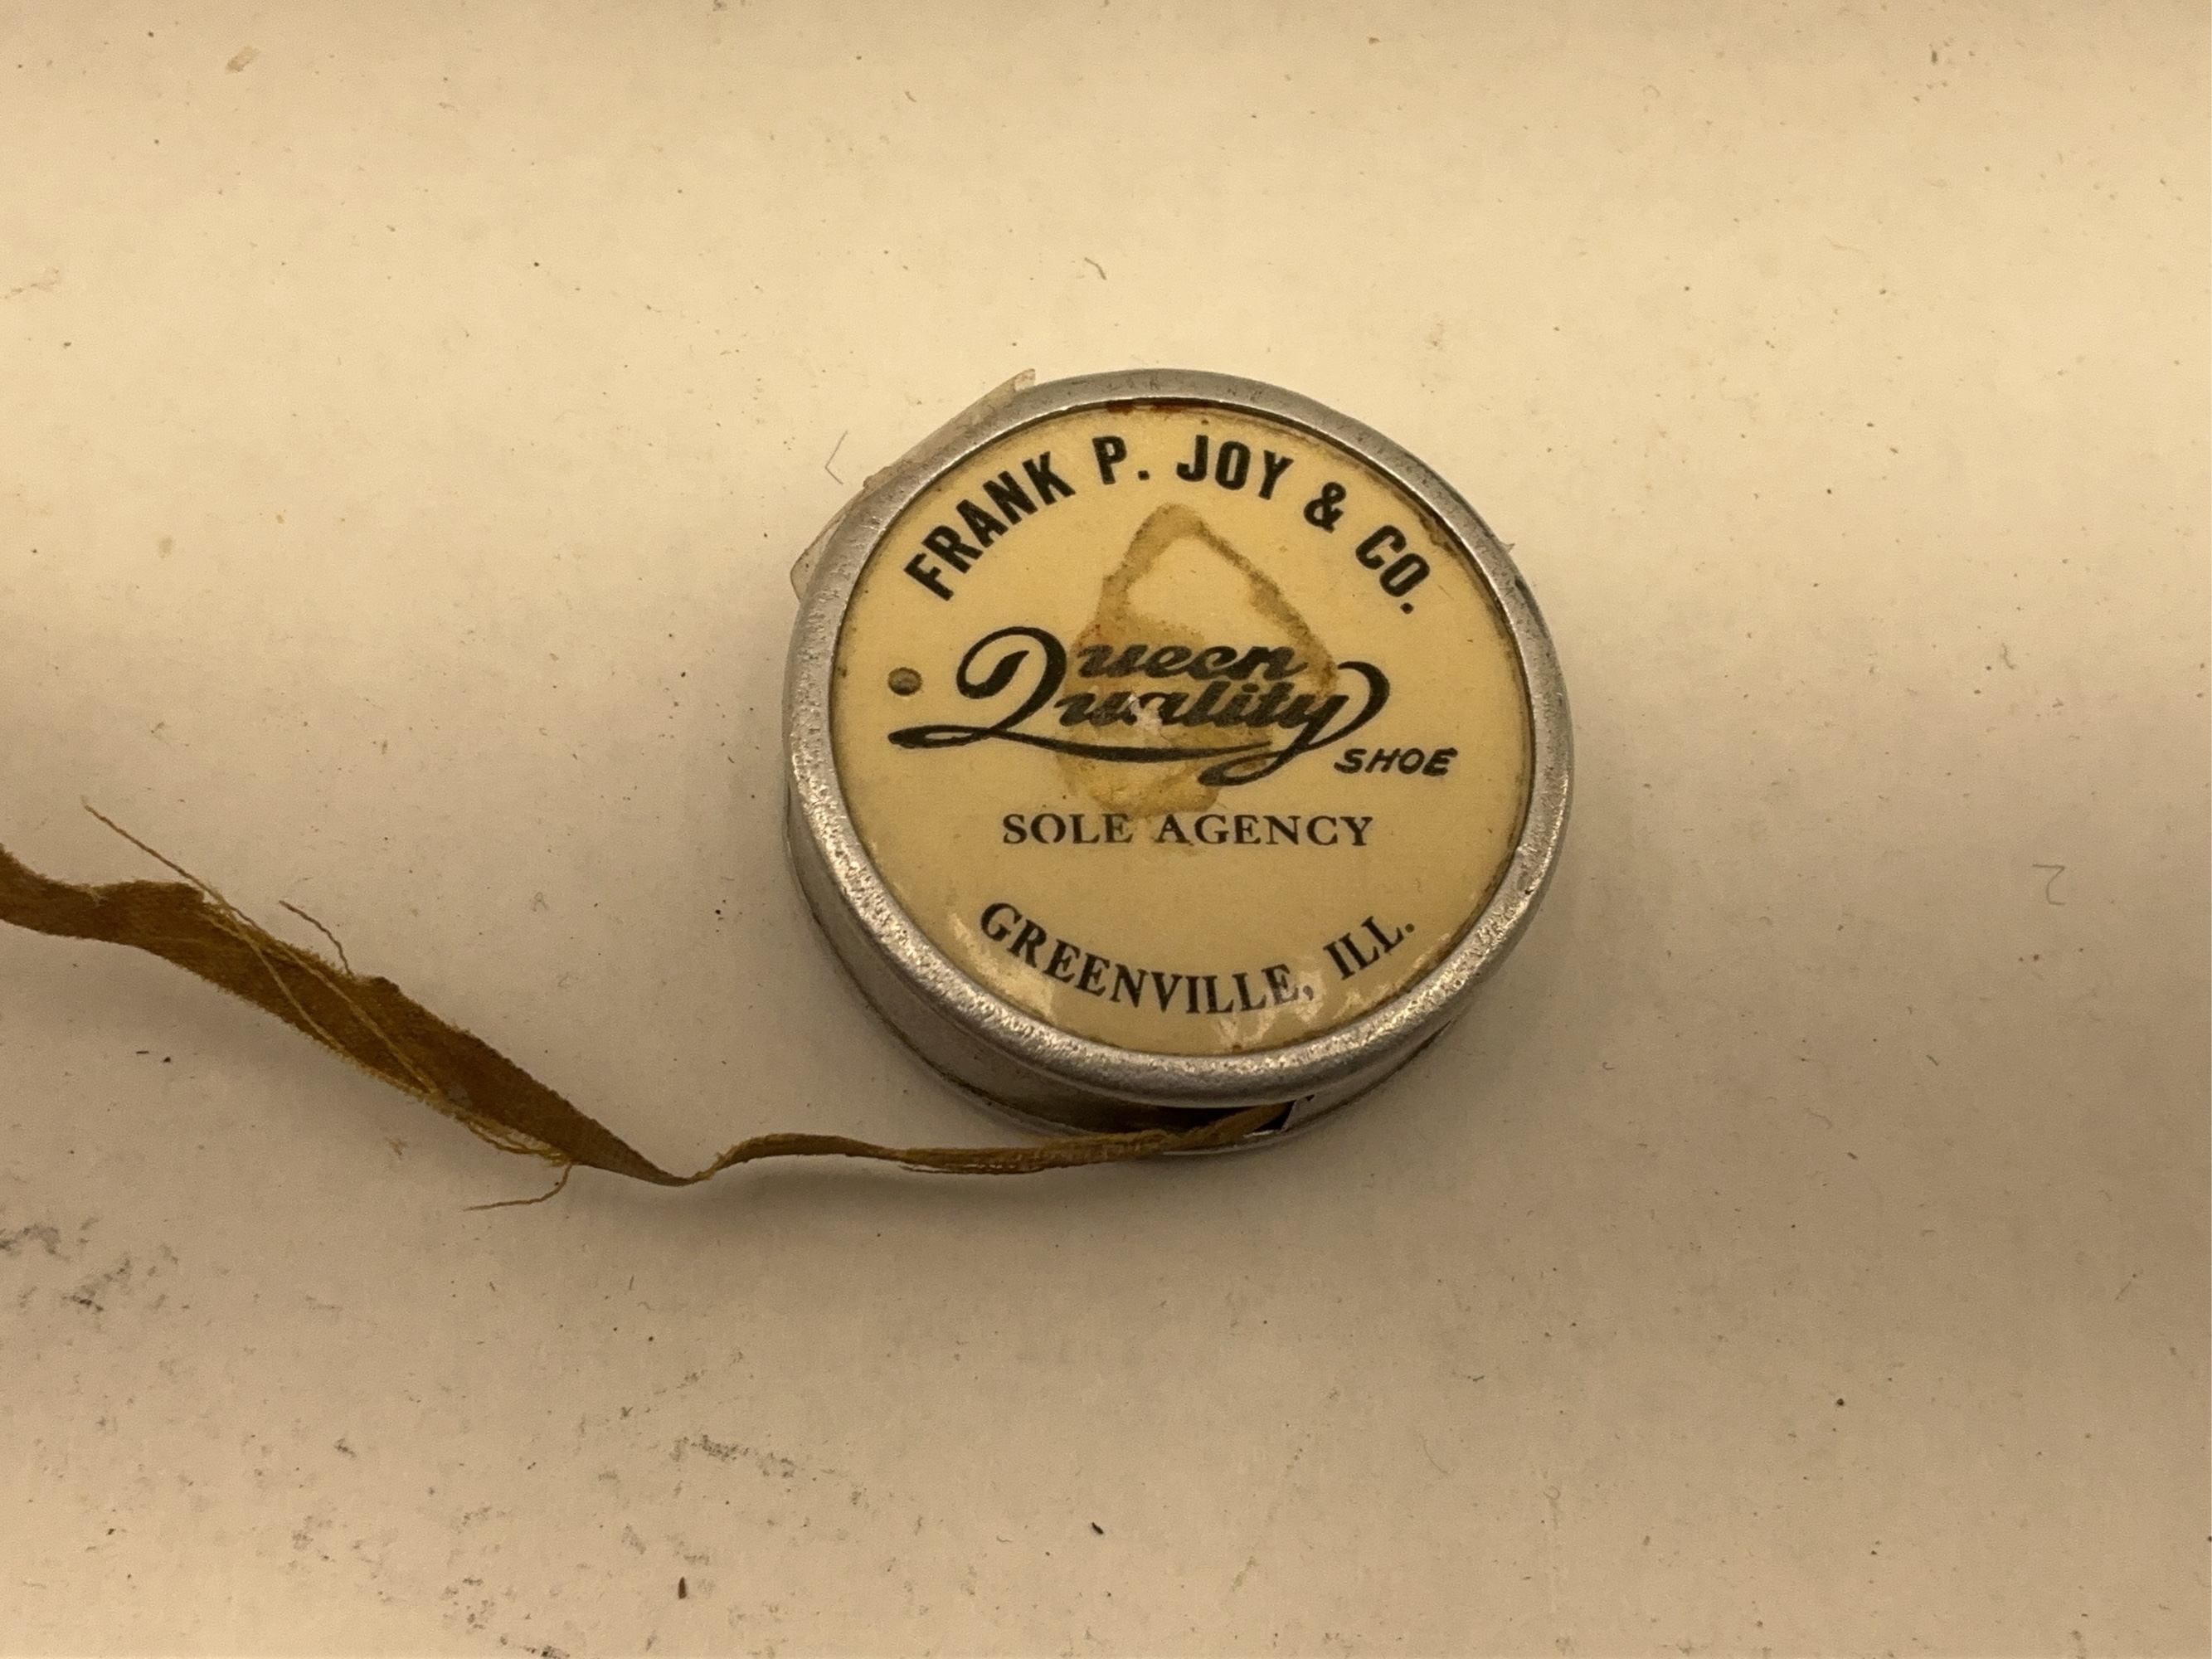 FRANK P. JOY & CO.
Queen
Quality
SHOE
SOLE AGENCY
GREENVILLE, ILL.